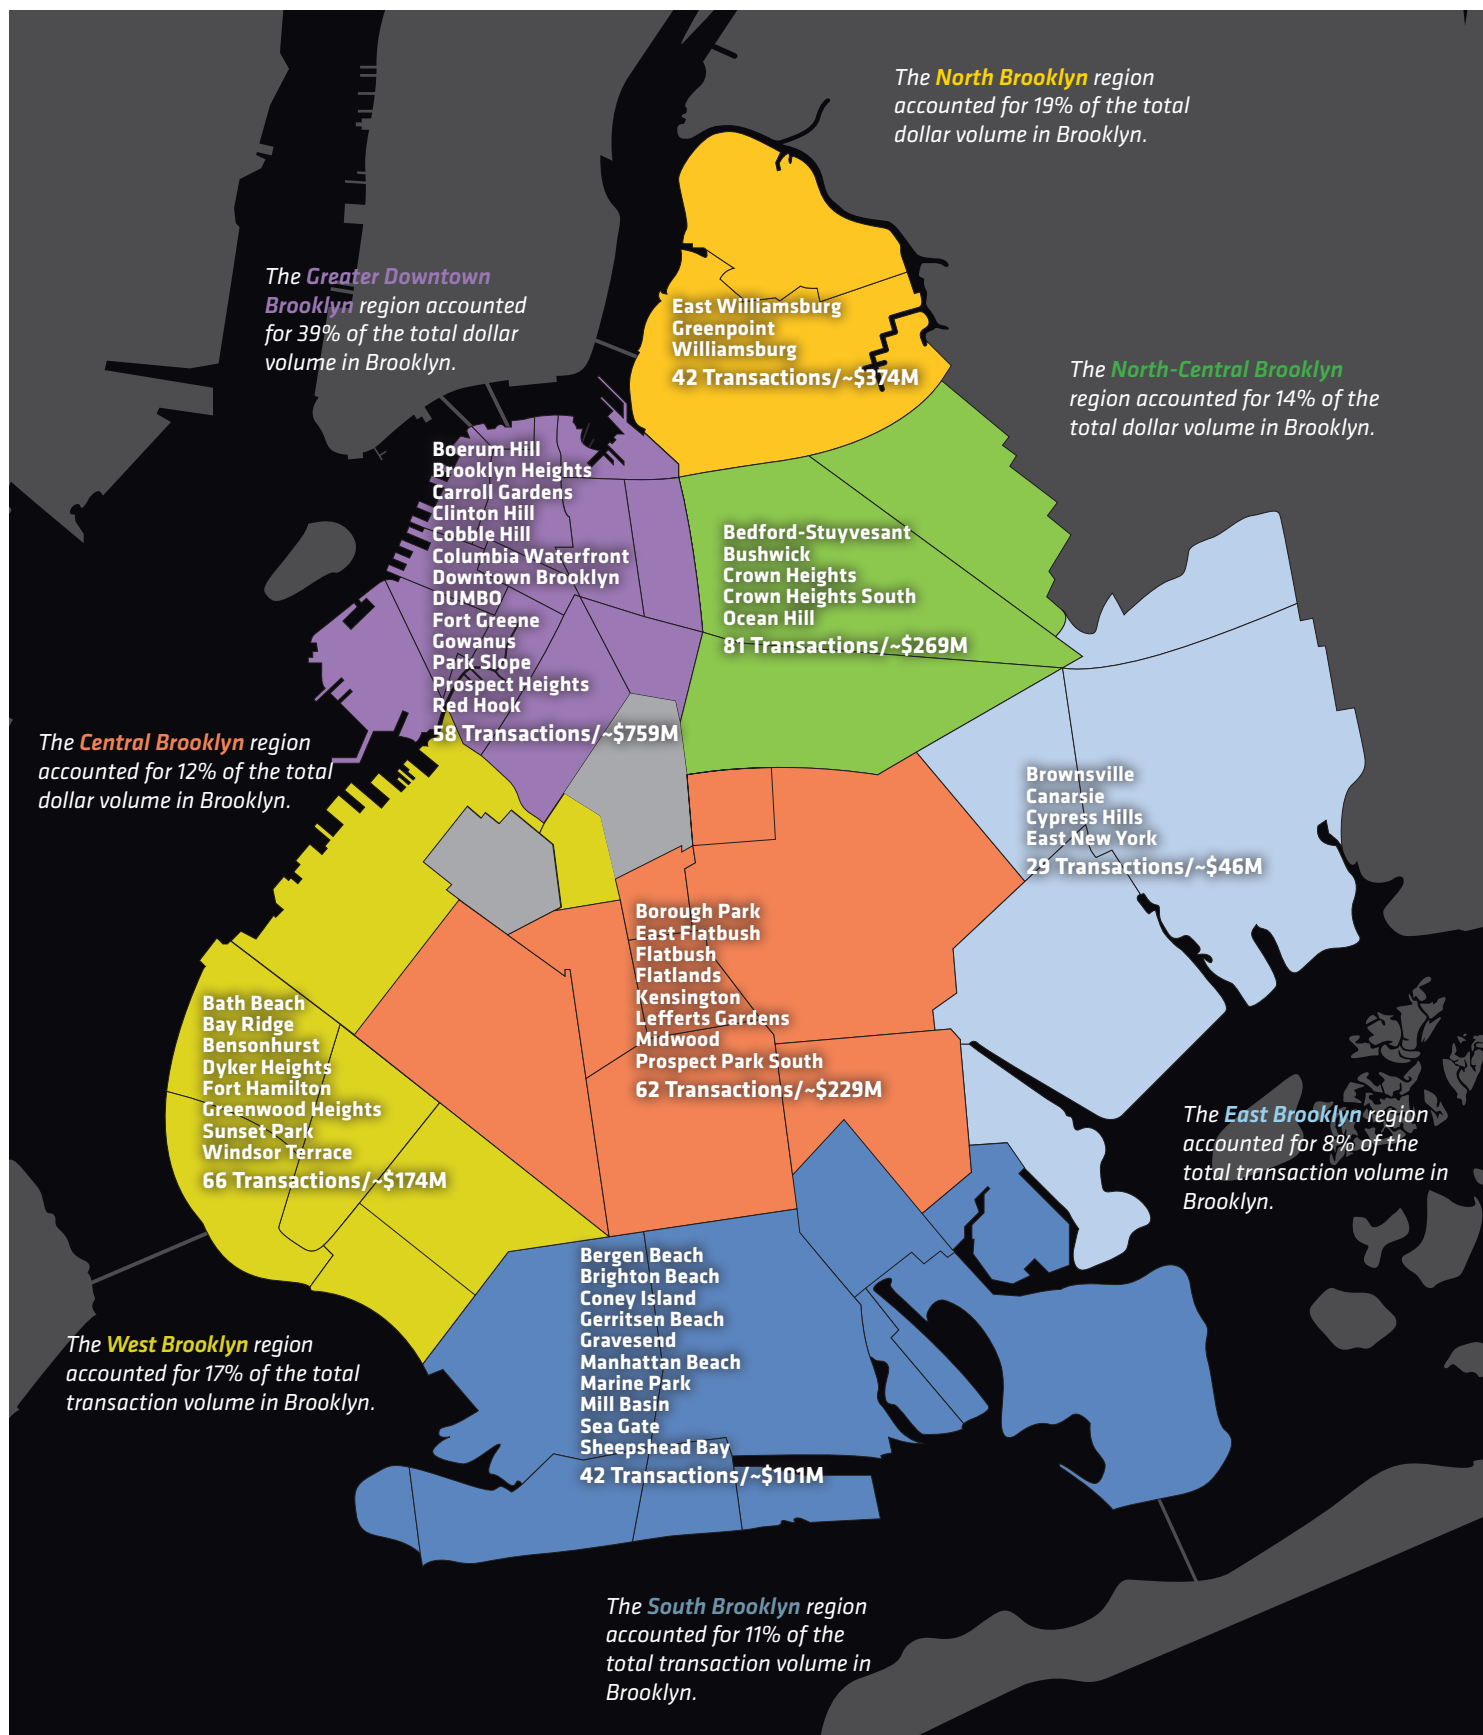 The North Brooklyn region
accounted for 19% of the total
dollar volume in Brooklyn.
The Greater Downtown
Brooklyn region accounted
for 39% of the total dollar
volume in Brooklyn.
East Williamsburg
Greenpoint
Williamsburg
42 Transactions/~$374M
The North-Central Brooklyn
region accounted for 14% of the
total dollar volume in Brooklyn.
Boerum Hill
Brooklyn Heights
Carroll Gardens
Clinton Hill
Cobble Hill
Columbia Waterfront
Downtown Brooklyn
DUMBO
Fort Greene
Gowanus
Park Slope
Prospect Heights
Red Hook
58 Transactions/~$759M
Bedford-Stuyvesant
Bushwick
Crown Heights
Crown Heights South
Ocean Hill
81 Transactions/~$269M
The Central Brooklyn region
accounted for 12% of the total
dollar volume in Brooklyn.
Brownsville
Canarsie
Cypress Hills
East New York
29 Transactions/~$46M
Borough Park
East Flatbush
Flatbush
Flatlands
Kensington
Lefferts Gardens
Midwood
Prospect Park South
62 Transactions/~$229M
Bath Beach
Bay Ridge
Bensonhurst
Dyker Heights
Fort Hamilton
Greenwood Heights
Sunset Park
Windsor Terrace
66 Transactions/~$174M
The East Brooklyn region
accounted for 8% of the
total transaction volume in
Brooklyn.
Bergen Beach
Brighton Beach
Coney Island
Gerritsen Beach
Gravesend
Manhattan Beach
Marine Park
Mill Basin
Sea Gate
Sheepshead Bay
42 Transactions/~$101M
The West Brooklyn region
accounted for 17% of the total
transaction volume in Brooklyn.
The South Brooklyn region
accounted for 11% of the
total transaction volume in
Brooklyn.